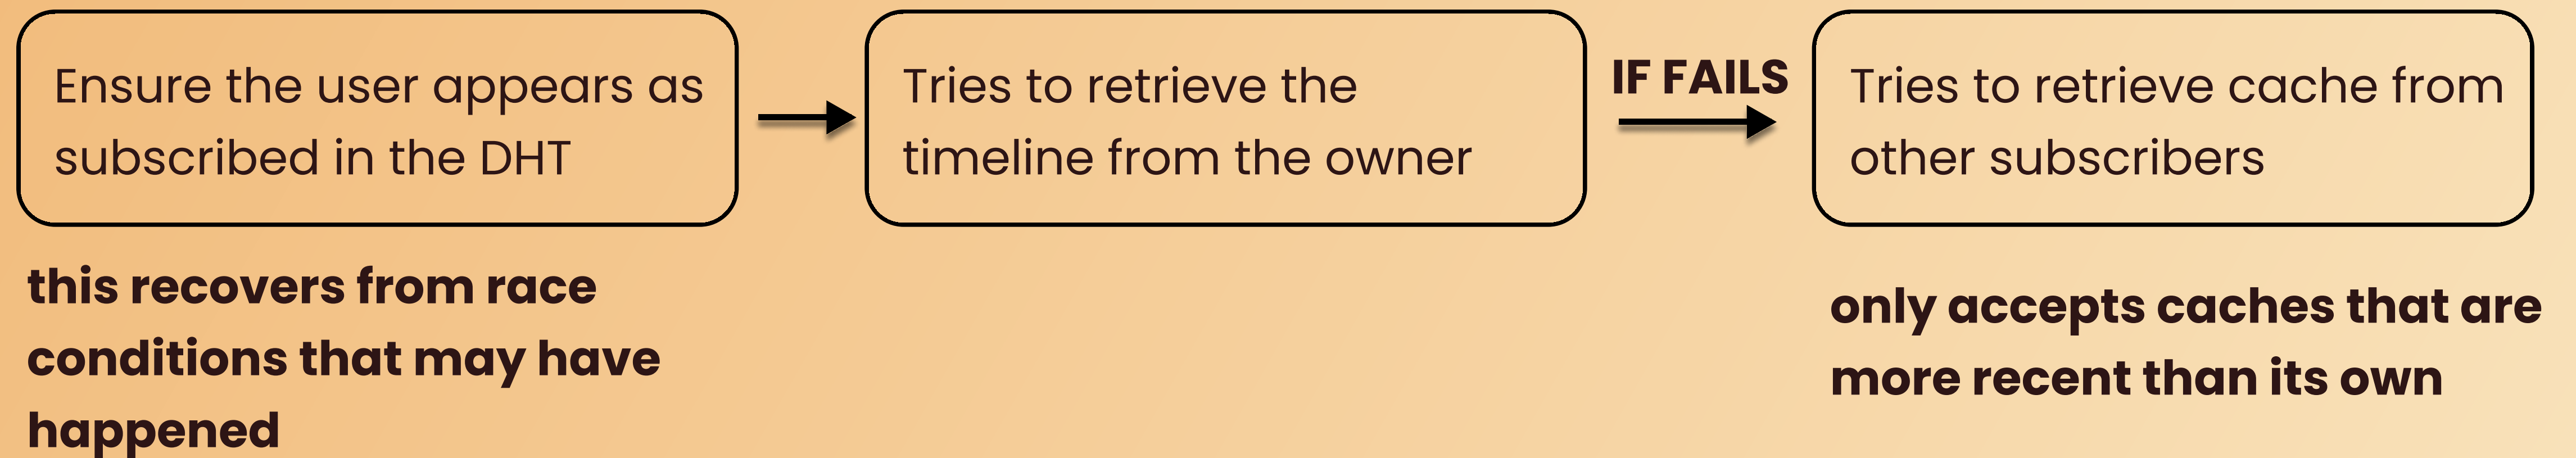 Ensure the user appears as
subscribed in the DHT
this recovers from race
conditions that may have
happened
Tries to retrieve the
timeline from the owner
IF FAILS
Tries to retrieve cache from
other subscribers
only accepts caches that are
more recent than its own